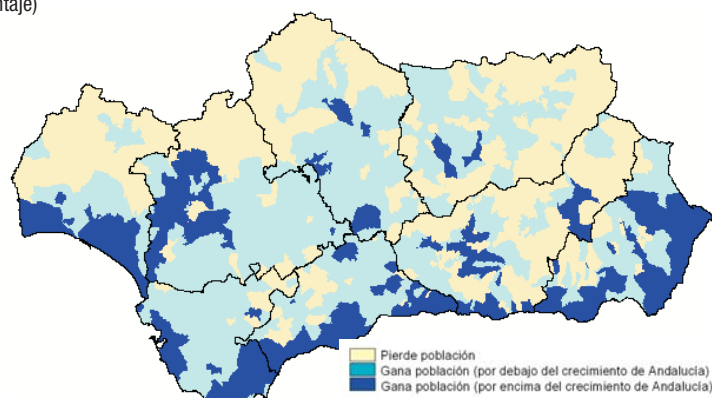 ntaje)
Pierde población
Gana población (por debajo del crecimiento de Andalucía)
Gana población (por encima del crecimiento de Andalucía)